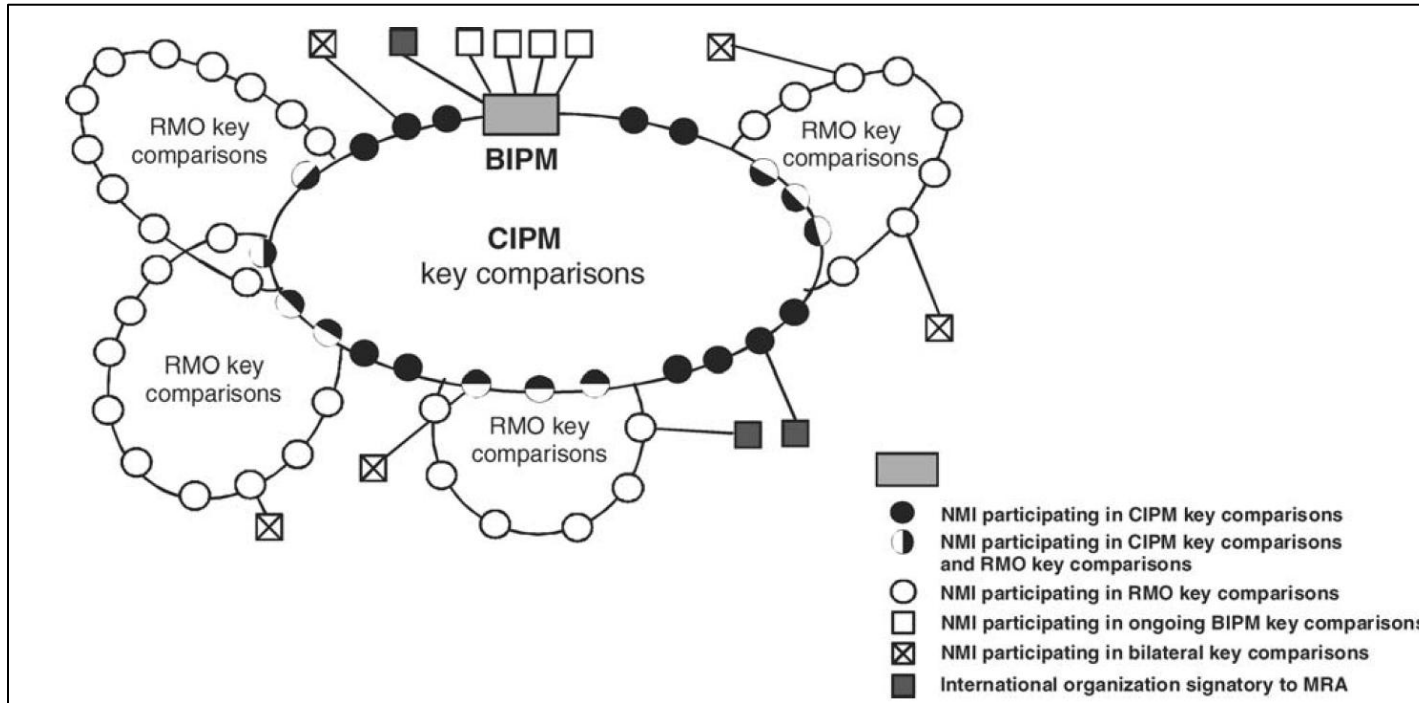 RMO key
comparisons
RMO key
comparisons
BIPM
CIPM
key comparisons
RMO key
comparisons
RMO key
comparisons
NMI participating in CIPM key comparisons
NMI participating in CIPM key comparisons
and RMO key comparisons
NMI participating in RMO key comparisons
NMI participating in ongoing BIPM key comparisons
NMI participating in bilateral key comparisons
International organization signatory to MRA